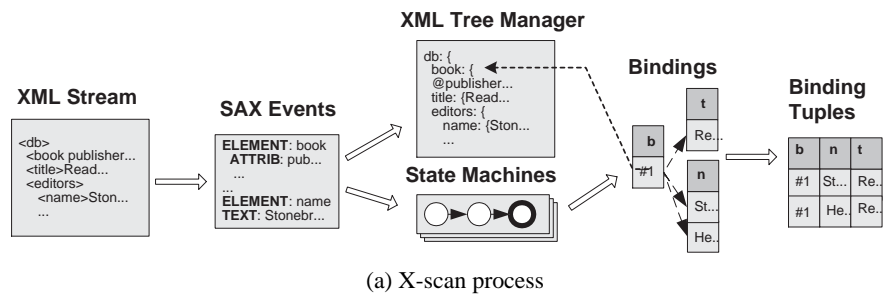 XML Tree Manager
db: {
book: {
@publisher...
title: {Read...
editors: {
name: {Ston...
...
XML Stream
<db>
<book publisher...
<title>Read...
<editors>
<name>Ston...
...
SAX Events
ELEMENT: book
ATTRIB: pub...
...
...
ELEMENT: name
TEXT: Stonebr...
State Machines
Bindings
b
#1
t
Re...
n
St...
He...
Binding
Tuples
b n t
#1 St... Re..
#1 He.. Re..
(a) X-scan process